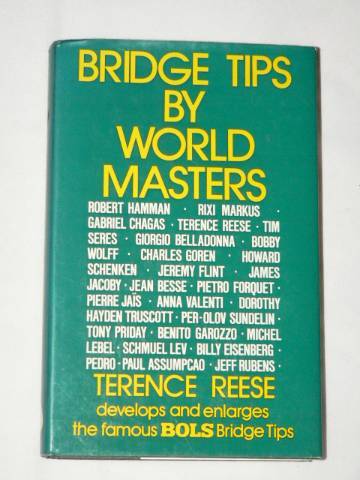 BRIDGE TIPS
BY
WORLD
MASTERS
ROBERT HAMMAN · RIXI MARKUS ·
GABRIEL CHAGAS · TERENCE REESE · TIM
SERES · GIORGIO BELLADONNA · BOBBY
WOLFF · CHARLES GOREN · HOWARD
SCHENKEN · JEREMY FLINT · JAMES
JACOBY · JEAN BESSE · PIETRO FORQUET ·
PIERRE JAÏS · ANNA VALENTI · DOROTHY
HAYDEN TRUSCOTT · PER-OLOV SUNDELIN ·
TONY PRIDAY · BENITO GAROZZO · MICHEL
LEBEL · SCHMUEL LEV · BILLY EISENBERG ·
PEDRO · PAUL ASSUMPCAO · JEFF RUBENS ·
TERENCE REESE
develops and enlarges
the famous BOLS Bridge Tips